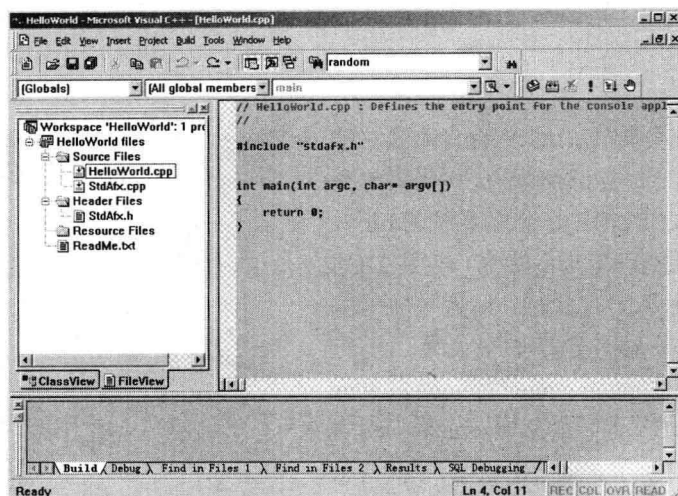 HelloWorld - Microsoft Visual C++ - [HelloWorld.cpp]
File Edit View Insert Project Build Tools Window Help
random
(Globals)
(All global members
main
Workspace 'HelloWorld': 1 pro
HelloWorld files
Source Files
HelloWorld.cpp
StdAfx.cpp
Header Files
StdAfx.h
Resource Files
ReadMe.txt
ClassView
FileView
// HelloWorld.cpp : Defines the entry point for the console appl
//
#include "stdafx.h"
int main(int argc, char* argv[])
{
return 0;
}
Build Debug Find in Files 1 Find in Files 2 Results SQL Debugging
Ready
Ln 4, Col 11
REC COL OVR READ